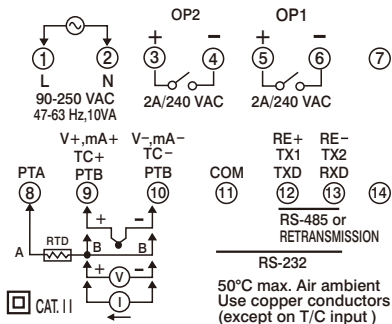 OP2 OP1
+ − + −
1 2 3 4 5 6 7
L N
90-250 VAC
47-63 Hz,10VA
2A/240 VAC 2A/240 VAC
V+,mA+ V−,mA− RE+ RE−
TC+ TC− TX1 TX2
PTA PTB PTB COM TXD RXD
8 9 10 11 12 13 14
+ −
RS-485 or
RETRANSMISSION
A RTD B B
+ V −
RS-232
I
CAT.II
50°C max. Air ambient
Use copper conductors
(except on T/C input )